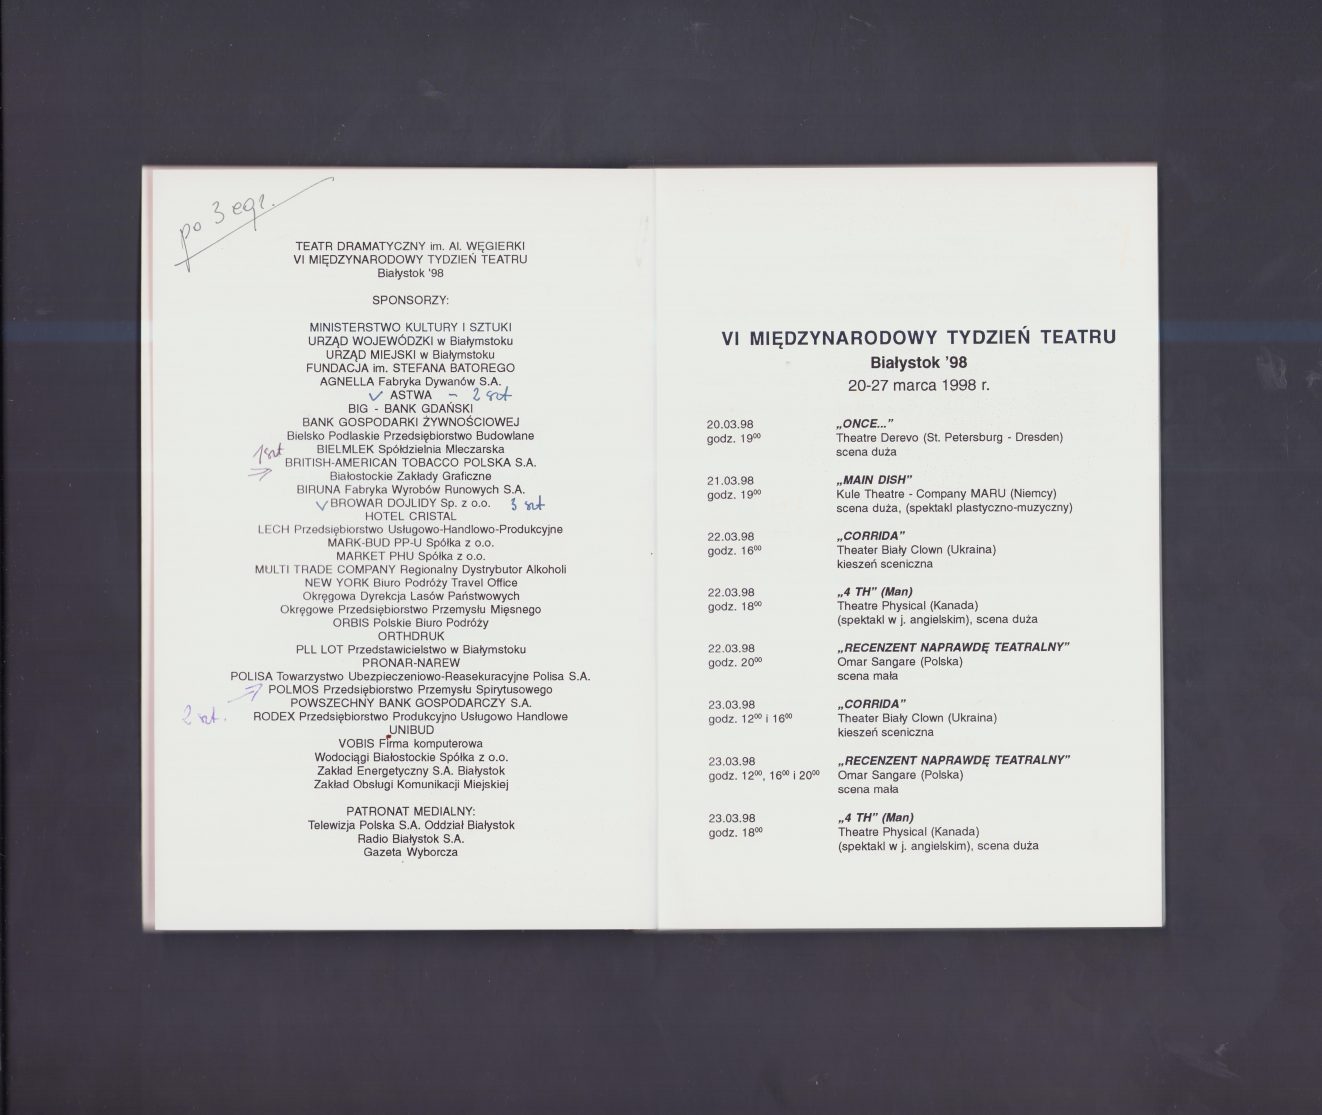 po 3 egz.
TEATR DRAMATYCZNY im. Al. WĘGIERKI
VI MIĘDZYNARODOWY TYDZIEŃ TEATRU
Białystok '98
SPONSORZY:
MINISTERSTWO KULTURY I SZTUKI
URZĄD WOJEWÓDZKI w Białymstoku
URZĄD MIEJSKI w Białymstoku
FUNDACJA im. STEFANA BATOREGO
AGNELLA Fabryka Dywanów S.A.
✓ ASTWA – 2 szt
BIG - BANK GDAŃSKI
BANK GOSPODARKI ŻYWNOŚCIOWEJ
Bielsko Podlaskie Przedsiębiorstwo Budowlane
1 szt BIELMLEK Spółdzielnia Mleczarska
BRITISH-AMERICAN TOBACCO POLSKA S.A.
Białostockie Zakłady Graficzne
BIRUNA Fabryka Wyrobów Runowych S.A.
✓ BROWAR DOJLIDY Sp. z o.o. 3 szt
HOTEL CRISTAL
LECH Przedsiębiorstwo Usługowo-Handlowo-Produkcyjne
MARK-BUD PP-U Spółka z o.o.
MARKET PHU Spółka z o.o.
MULTI TRADE COMPANY Regionalny Dystrybutor Alkoholi
NEW YORK Biuro Podróży Travel Office
Okręgowa Dyrekcja Lasów Państwowych
Okręgowe Przedsiębiorstwo Przemysłu Mięsnego
ORBIS Polskie Biuro Podróży
ORTHDRUK
PLL LOT Przedstawicielstwo w Białymstoku
PRONAR-NAREW
POLISA Towarzystwo Ubezpieczeniowo-Reasekuracyjne Polisa S.A.
POLMOS Przedsiębiorstwo Przemysłu Spirytusowego
POWSZECHNY BANK GOSPODARCZY S.A.
2 szt. RODEX Przedsiębiorstwo Produkcyjno Usługowo Handlowe
UNIBUD
VOBIS Firma komputerowa
Wodociągi Białostockie Spółka z o.o.
Zakład Energetyczny S.A. Białystok
Zakład Obsługi Komunikacji Miejskiej
PATRONAT MEDIALNY:
Telewizja Polska S.A. Oddział Białystok
Radio Białystok S.A.
Gazeta Wyborcza
VI MIĘDZYNARODOWY TYDZIEŃ TEATRU
Białystok '98
20-27 marca 1998 r.
20.03.98 „ONCE..."
godz. 19⁰⁰ Theatre Derevo (St. Petersburg - Dresden)
scena duża
21.03.98 „MAIN DISH"
godz. 19⁰⁰ Kule Theatre - Company MARU (Niemcy)
scena duża, (spektakl plastyczno-muzyczny)
22.03.98 „CORRIDA"
godz. 16⁰⁰ Theater Biały Clown (Ukraina)
kieszeń sceniczna
22.03.98 „4 TH" (Man)
godz. 18⁰⁰ Theatre Physical (Kanada)
(spektakl w j. angielskim), scena duża
22.03.98 „RECENZENT NAPRAWDĘ TEATRALNY"
godz. 20⁰⁰ Omar Sangare (Polska)
scena mała
23.03.98 „CORRIDA"
godz. 12⁰⁰ i 16⁰⁰ Theater Biały Clown (Ukraina)
kieszeń sceniczna
23.03.98 „RECENZENT NAPRAWDĘ TEATRALNY"
godz. 12⁰⁰, 16⁰⁰ i 20⁰⁰ Omar Sangare (Polska)
scena mała
23.03.98 „4 TH" (Man)
godz. 18⁰⁰ Theatre Physical (Kanada)
(spektakl w j. angielskim), scena duża